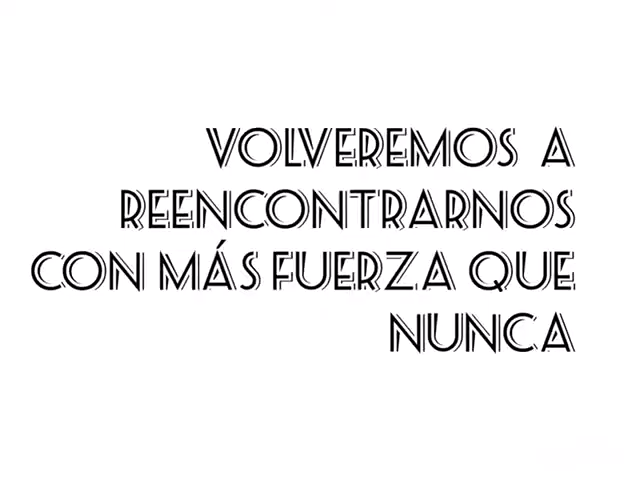 VOLVEREMOS A
REENCONTRARNOS
CON MÁS FUERZA QUE
NUNCA